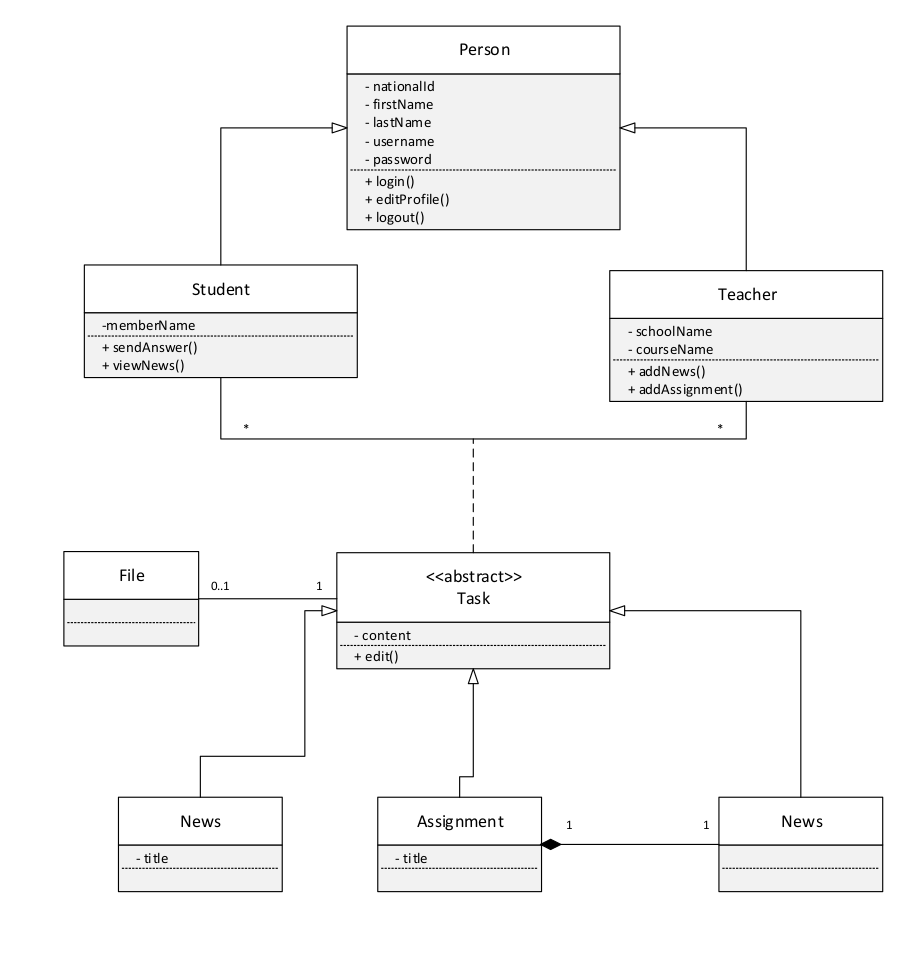 Person
- nationalId
- firstName
- lastName
- username
- password
+ login()
+ editProfile()
+ logout()
Student
-memberName
+ sendAnswer()
+ viewNews()
Teacher
- schoolName
- courseName
+ addNews()
+ addAssignment()
*
*
File
0..1
1
<<abstract>>
Task
- content
+ edit()
News
- title
Assignment
- title
1
1
News